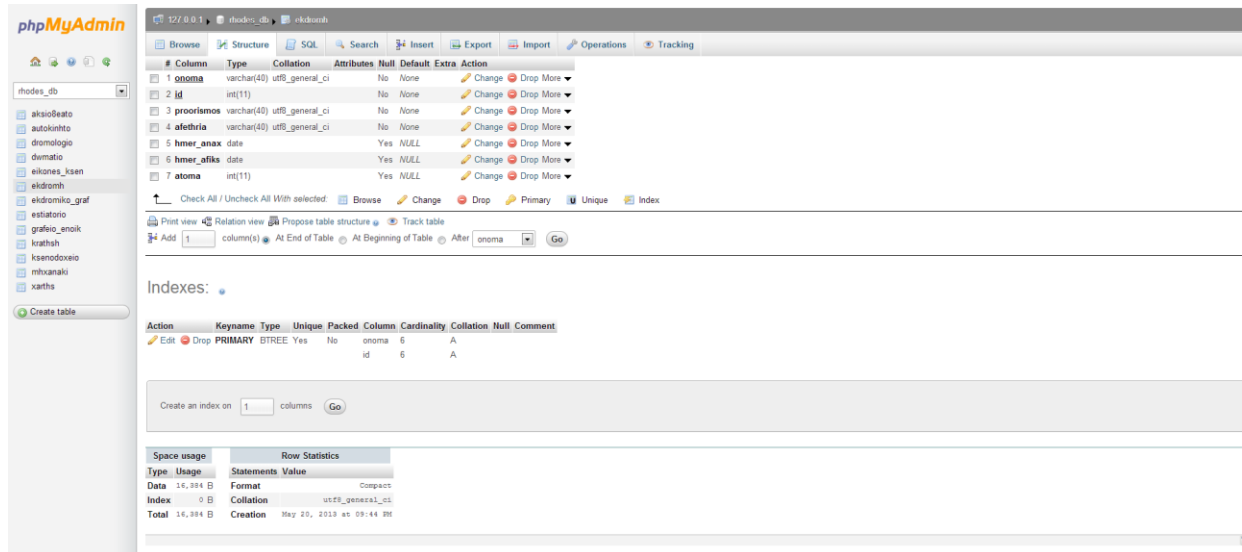 phpMyAdmin
rhodes_db
aksio8eato
autokinhto
dromologio
dwmatio
eikones_ksen
ekdromh
ekdromiko_graf
estiatorio
grafeio_enoik
krathsh
ksenodoxeio
mhxanaki
xarths
Create table
127.0.0.1 ▸ rhodes_db ▸ ekdromh
Browse Structure SQL Search Insert Export Import Operations Tracking
# Column Type Collation Attributes Null Default Extra Action
1 onoma varchar(40) utf8_general_ci No None Change Drop More
2 id int(11) No None Change Drop More
3 proorismos varchar(40) utf8_general_ci No None Change Drop More
4 afethria varchar(40) utf8_general_ci No None Change Drop More
5 hmer_anax date Yes NULL Change Drop More
6 hmer_afiks date Yes NULL Change Drop More
7 atoma int(11) Yes NULL Change Drop More
Check All / Uncheck All With selected: Browse Change Drop Primary U Unique Index
Print view Relation view Propose table structure Track table
Add 1 column(s) At End of Table At Beginning of Table After onoma Go
Indexes:
Action Keyname Type Unique Packed Column Cardinality Collation Null Comment
Edit Drop PRIMARY BTREE Yes No onoma 6 A
id 6 A
Create an index on 1 columns Go
Space usage
Type Usage
Data 16,384 B
Index 0 B
Total 16,384 B
Row Statistics
Statements Value
Format Compact
Collation utf8_general_ci
Creation May 20, 2013 at 09:44 PM